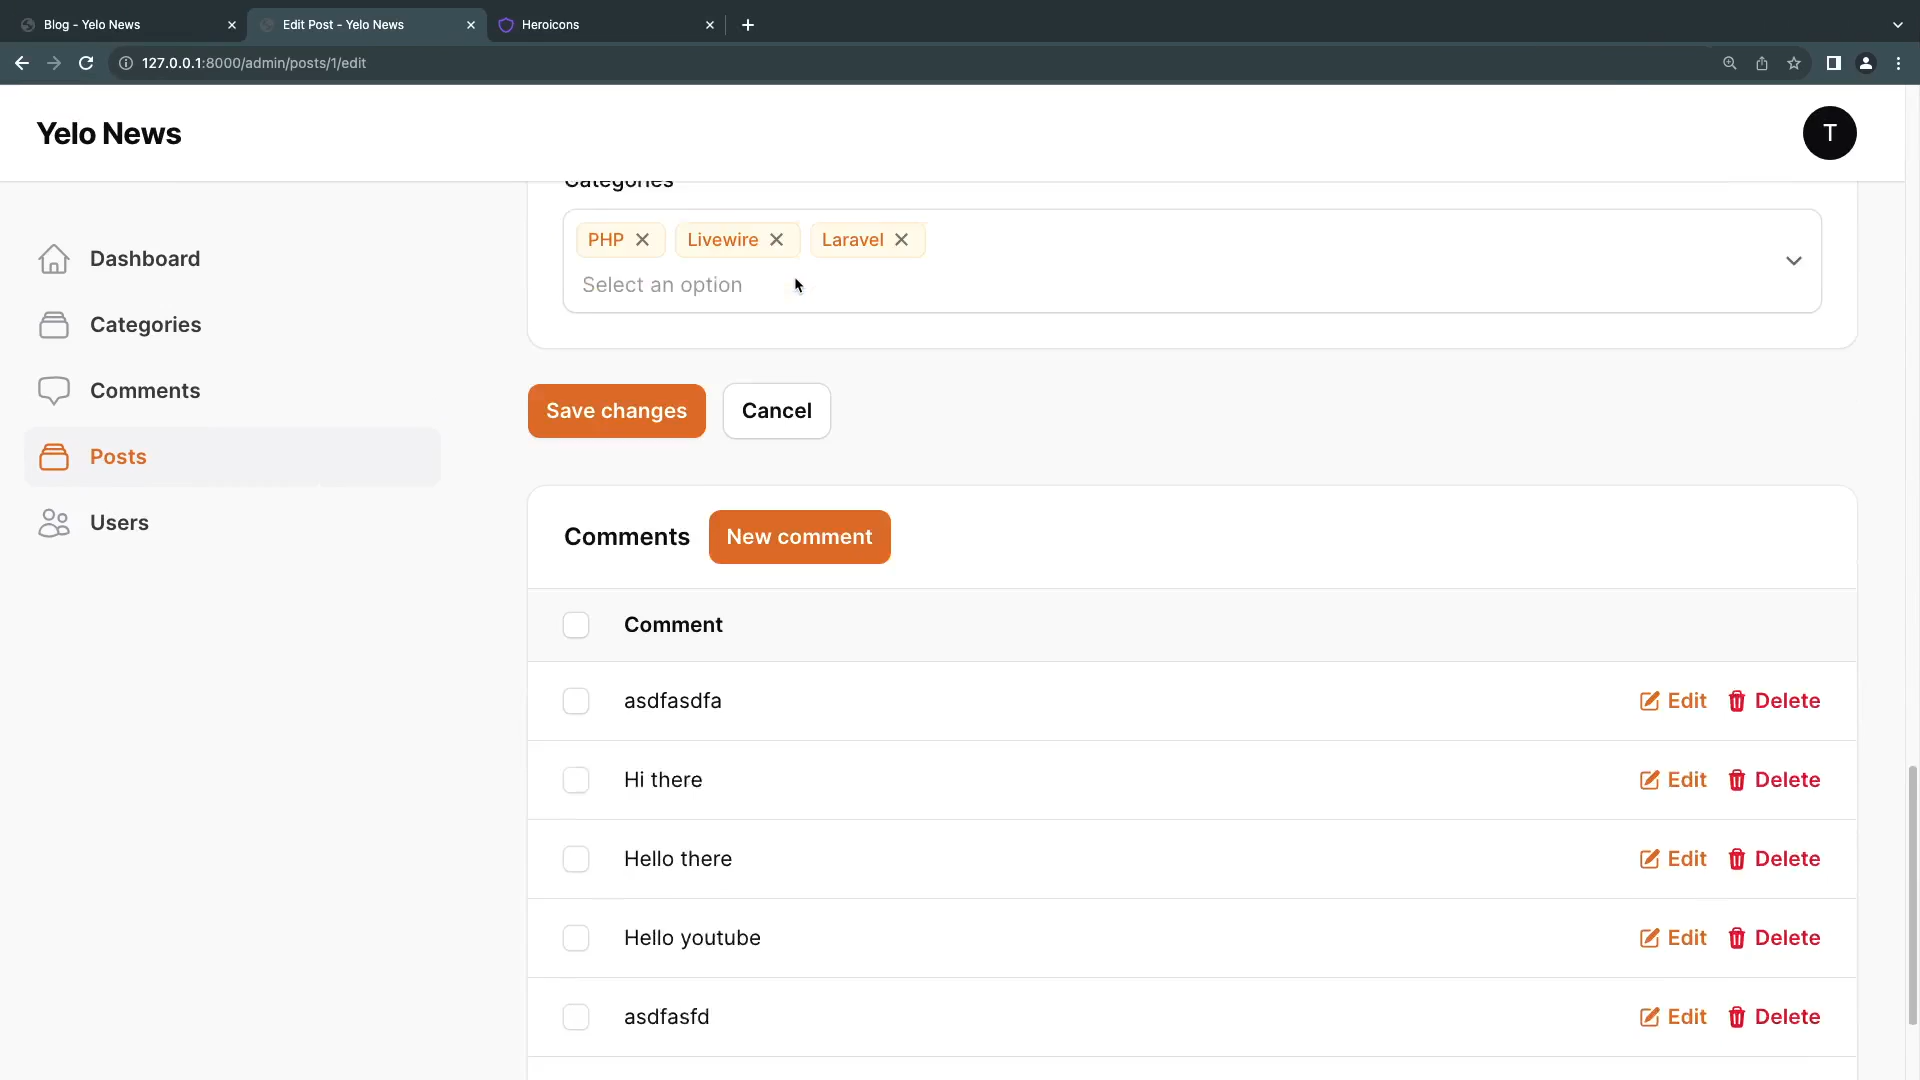 Blog - Yelo News
Edit Post - Yelo News
Heroicons
127.0.0.1:8000/admin/posts/1/edit
Yelo News
T
Dashboard
Categories
Comments
Posts
Users
Categories
PHP
Livewire
Laravel
Select an option
Save changes
Cancel
Comments
New comment
Comment
asdfasdfa
Edit
Delete
Hi there
Edit
Delete
Hello there
Edit
Delete
Hello youtube
Edit
Delete
asdfasfd
Edit
Delete